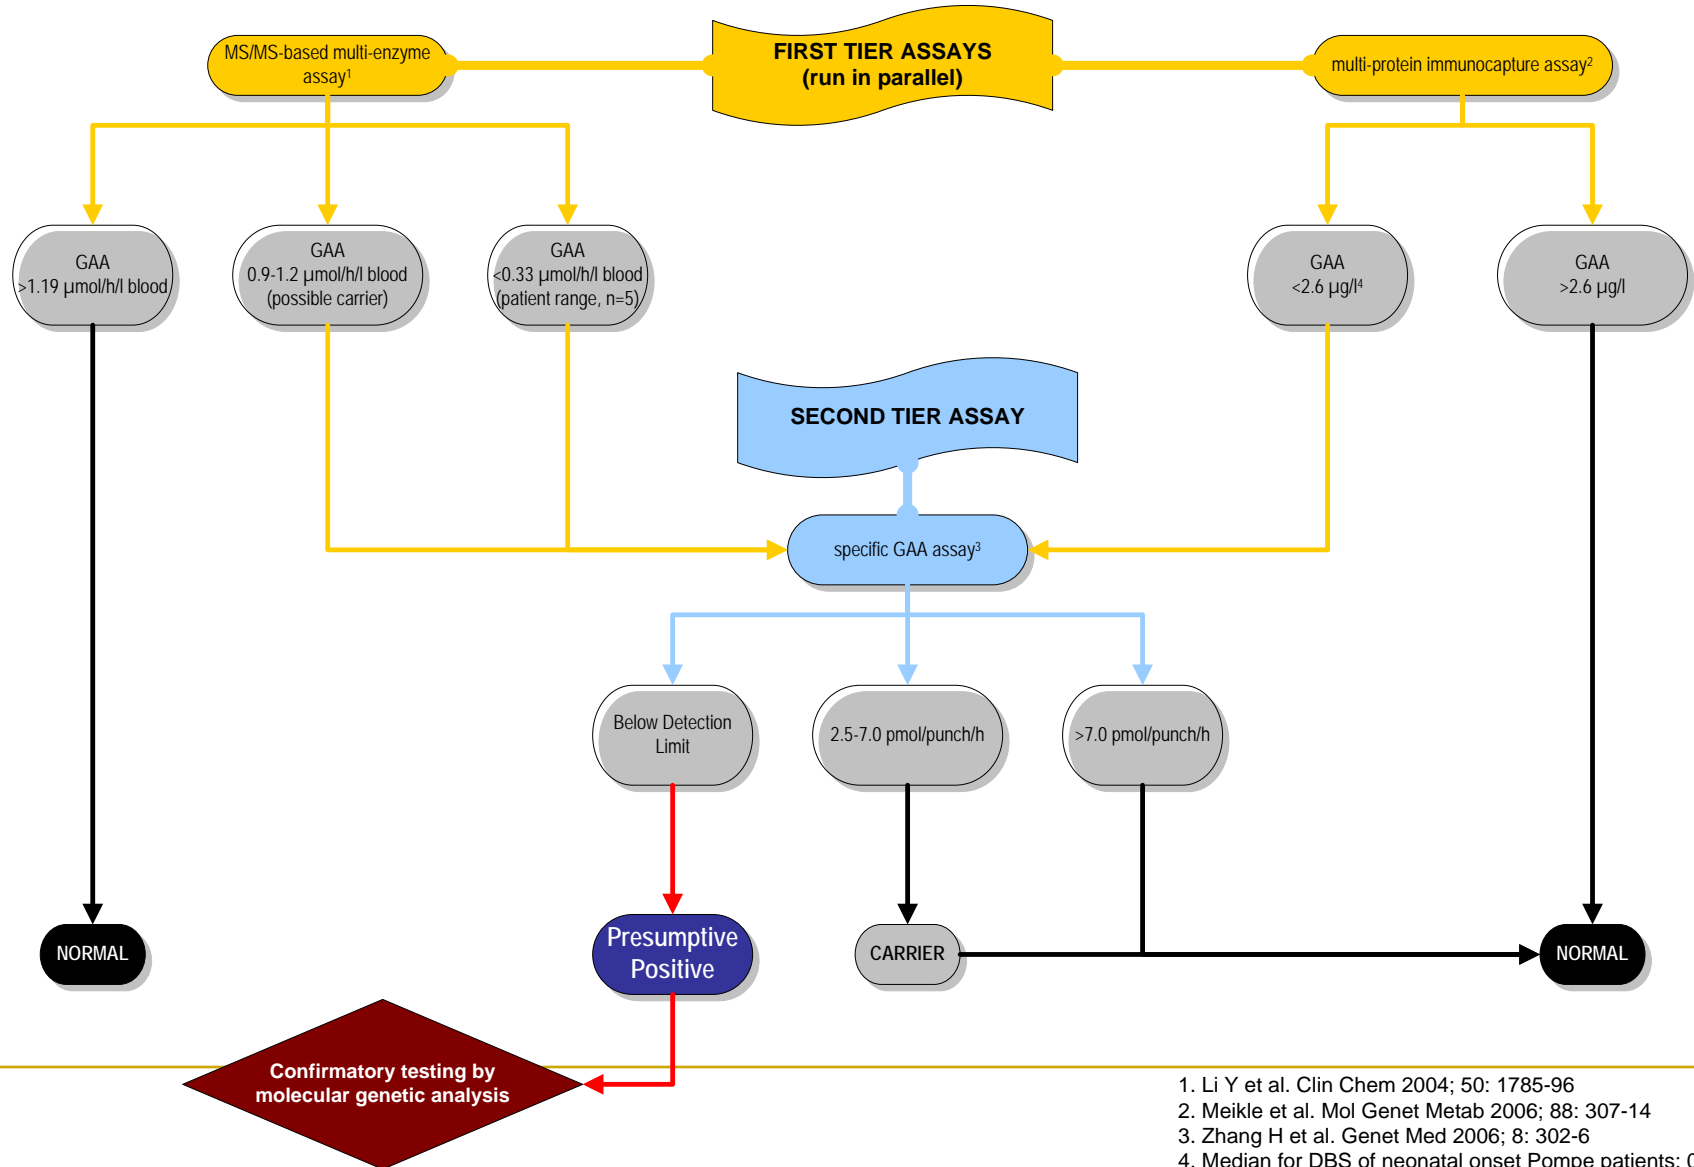 FIRST TIER ASSAYS
(run in parallel)
MS/MS-based multi-enzyme
assay¹
multi-protein immunocapture assay²
GAA
>1.19 µmol/h/l blood
GAA
0.9-1.2 µmol/h/l blood
(possible carrier)
GAA
<0.33 µmol/h/l blood
(patient range, n=5)
GAA
<2.6 µg/l⁴
GAA
>2.6 µg/l
SECOND TIER ASSAY
specific GAA assay³
Below Detection
Limit
2.5-7.0 pmol/punch/h
>7.0 pmol/punch/h
NORMAL
Presumptive
Positive
CARRIER
NORMAL
Confirmatory testing by
molecular genetic analysis
1. Li Y et al. Clin Chem 2004; 50: 1785-96
2. Meikle et al. Mol Genet Metab 2006; 88: 307-14
3. Zhang H et al. Genet Med 2006; 8: 302-6
4. Median for DBS of neonatal onset Pompe patients: